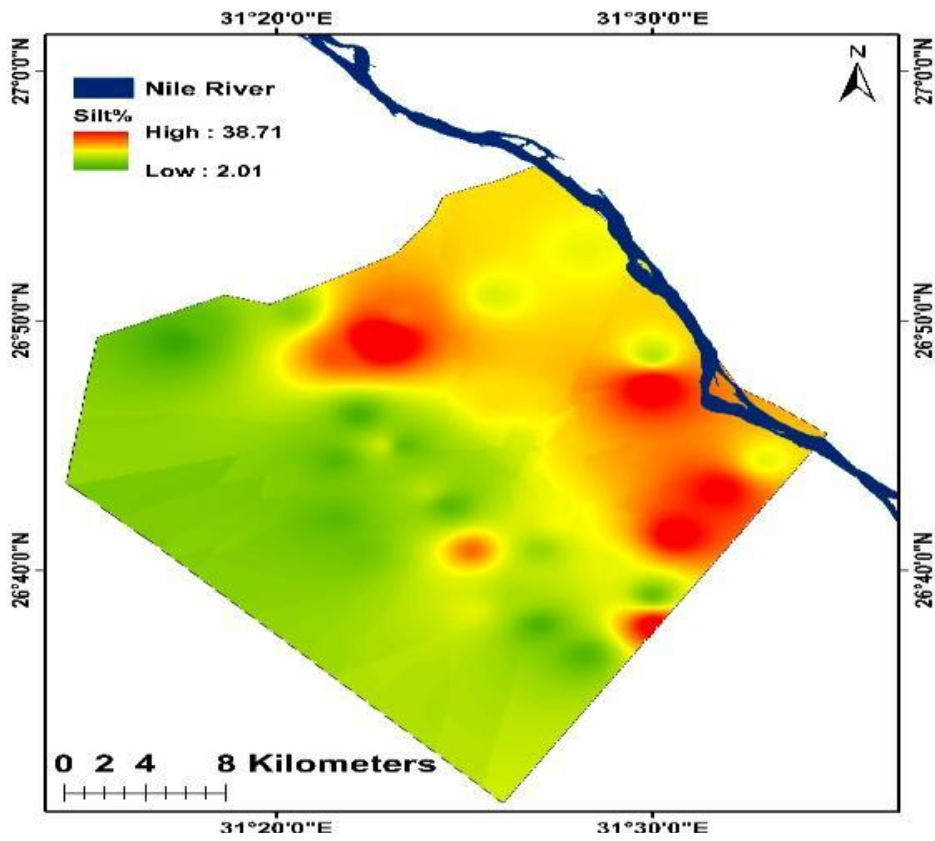 31°20'0"E 31°30'0"E
N
Nile River
Silt%
High : 38.71
Low : 2.01
27°0'0"N 27°0'0"N
26°50'0"N 26°50'0"N
26°40'0"N 26°40'0"N
0 2 4 8 Kilometers
31°20'0"E 31°30'0"E